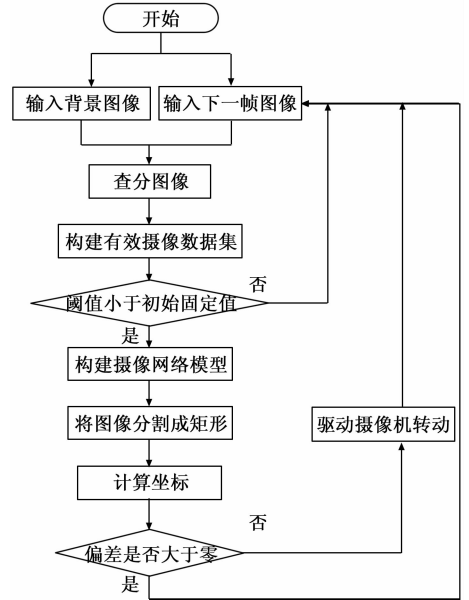 开始
输入背景图像
输入下一帧图像
查分图像
构建有效摄像数据集
否
阈值小于初始固定值
是
构建摄像网络模型
将图像分割成矩形
驱动摄像机转动
计算坐标
否
偏差是否大于零
是